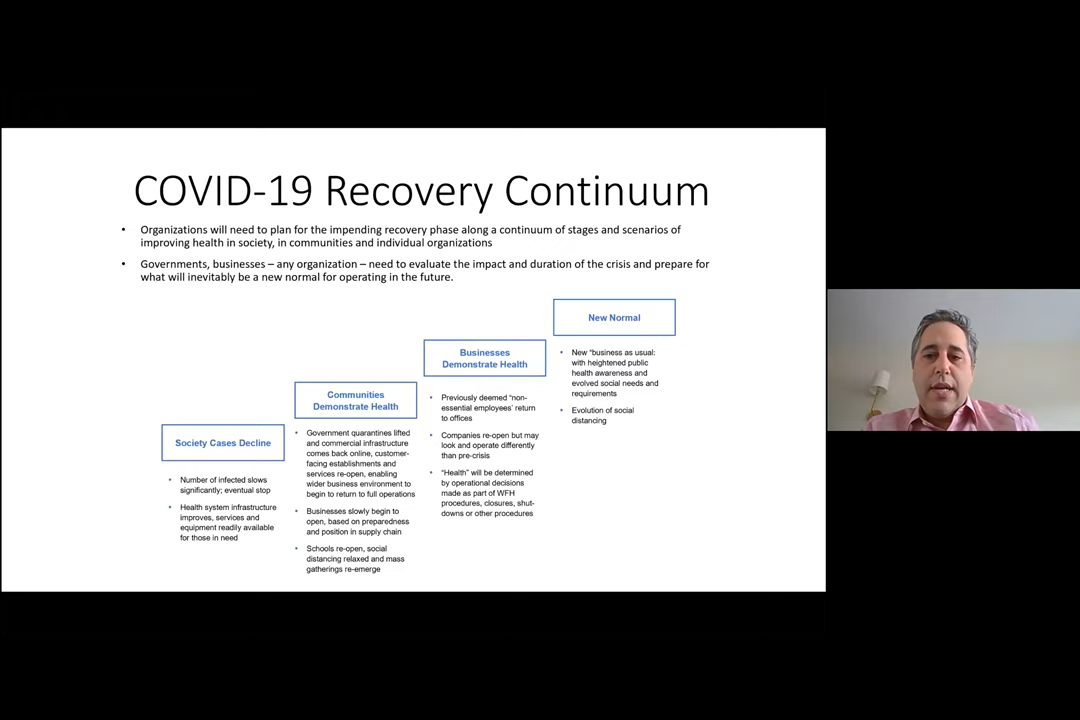 COVID-19 Recovery Continuum
• Organizations will need to plan for the impending recovery phase along a continuum of stages and scenarios of
improving health in society, in communities and individual organizations
• Governments, businesses – any organization – need to evaluate the impact and duration of the crisis and prepare for
what will inevitably be a new normal for operating in the future.
Society Cases Decline
• Number of infected slows
significantly; eventual stop
• Health system infrastructure
improves, services and
equipment readily available
for those in need
Communities
Demonstrate Health
• Government quarantines lifted
and commercial infrastructure
comes back online, customer-
facing establishments and
services re-open, enabling
wider business environment to
begin to return to full operations
• Businesses slowly begin to
open, based on preparedness
and position in supply chain
• Schools re-open, social
distancing relaxed and mass
gatherings re-emerge
Businesses
Demonstrate Health
• Previously deemed “non-
essential employees’ return
to offices
• Companies re-open but may
look and operate differently
than pre-crisis
• “Health” will be determined
by operational decisions
made as part of WFH
procedures, closures, shut-
downs or other procedures
New Normal
• New “business as usual:
with heightened public
health awareness and
evolved social needs and
requirements
• Evolution of social
distancing